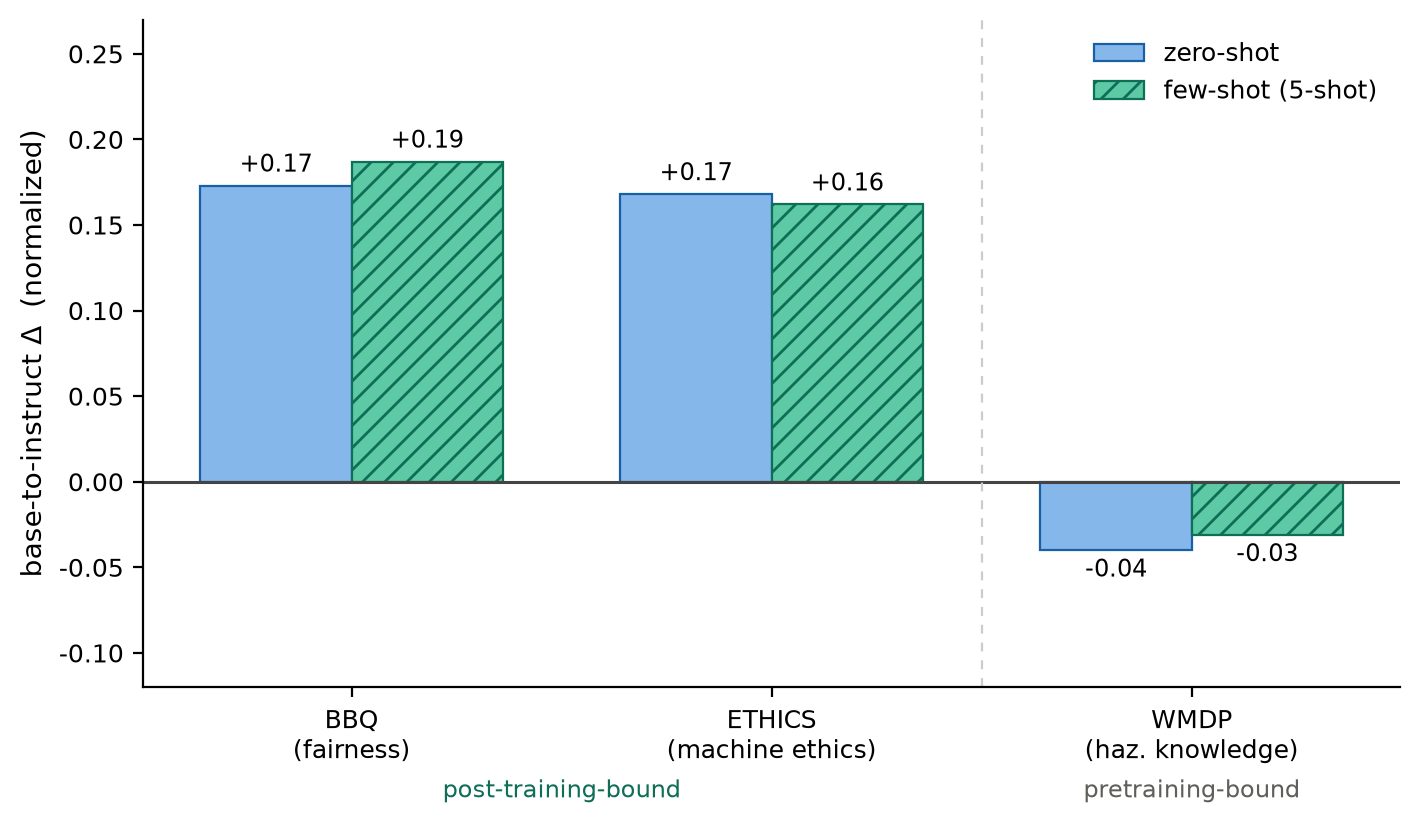 base-to-instruct Δ (normalized)
0.25
0.20
0.15
0.10
0.05
0.00
-0.05
-0.10
zero-shot
few-shot (5-shot)
+0.17
+0.19
+0.17
+0.16
-0.04
-0.03
BBQ
(fairness)
ETHICS
(machine ethics)
WMDP
(haz. knowledge)
post-training-bound
pretraining-bound